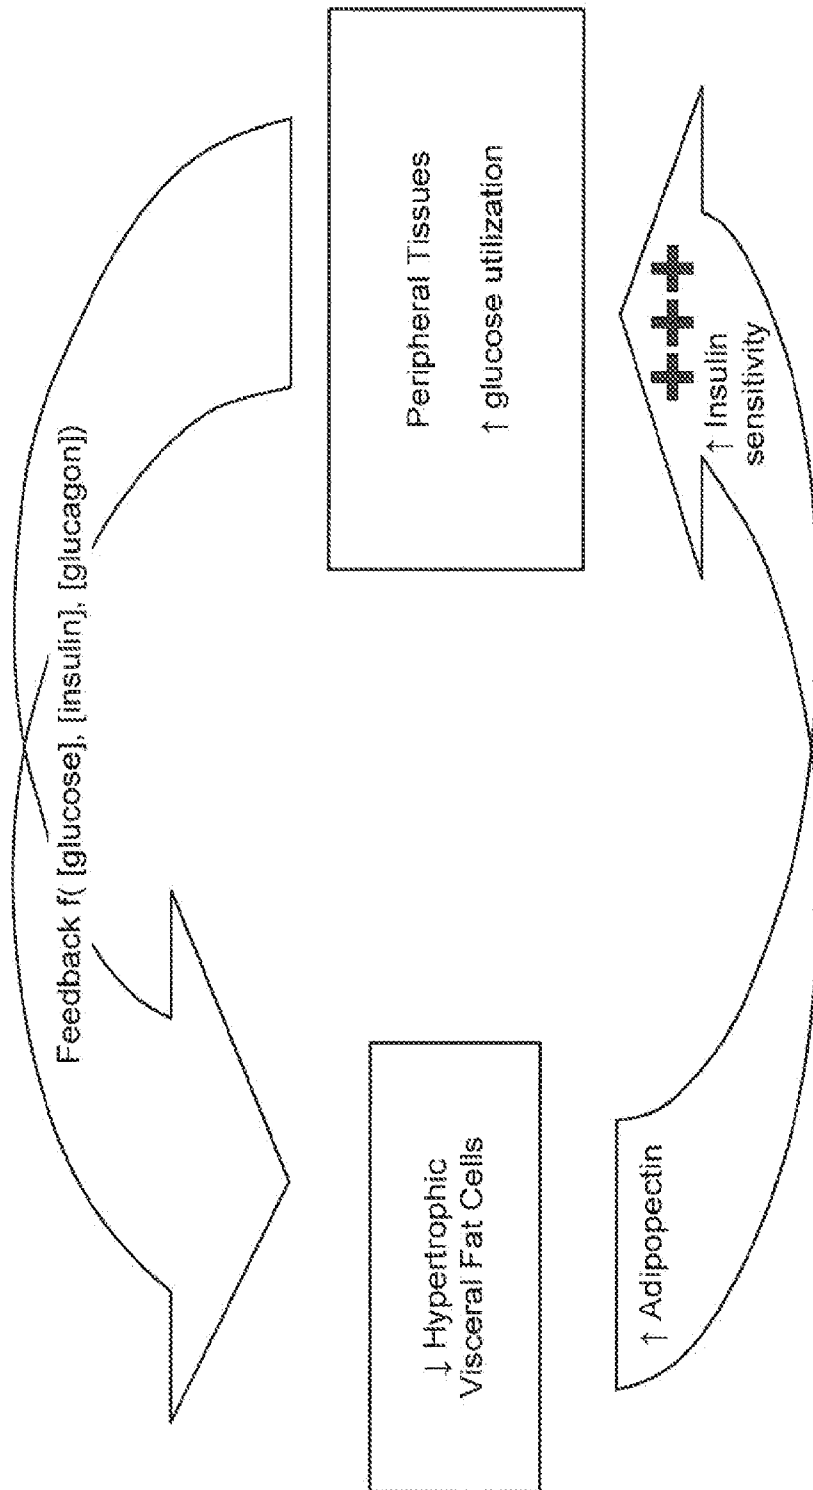 Feedback f( [glucose], [insulin], [glucagon])
↓ Hypertrophic
Visceral Fat Cells
Peripheral Tissues
↑ glucose utilization
↑ Adipopectin
+++
↑ Insulin
sensitivity